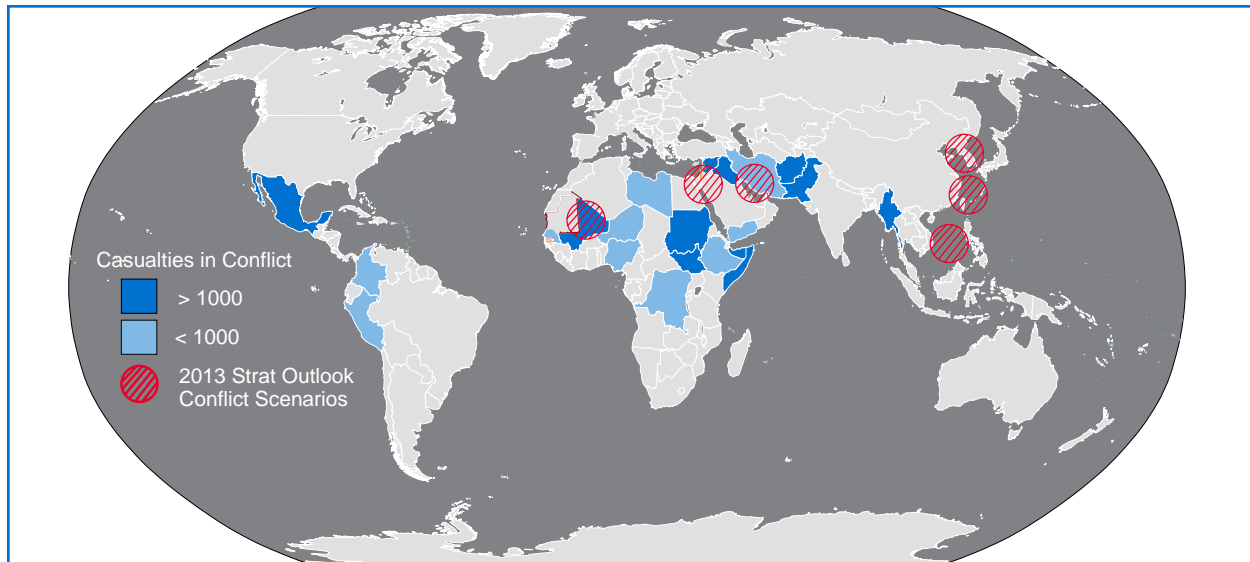 Casualties in Conflict
> 1000
< 1000
2013 Strat Outlook
Conflict Scenarios